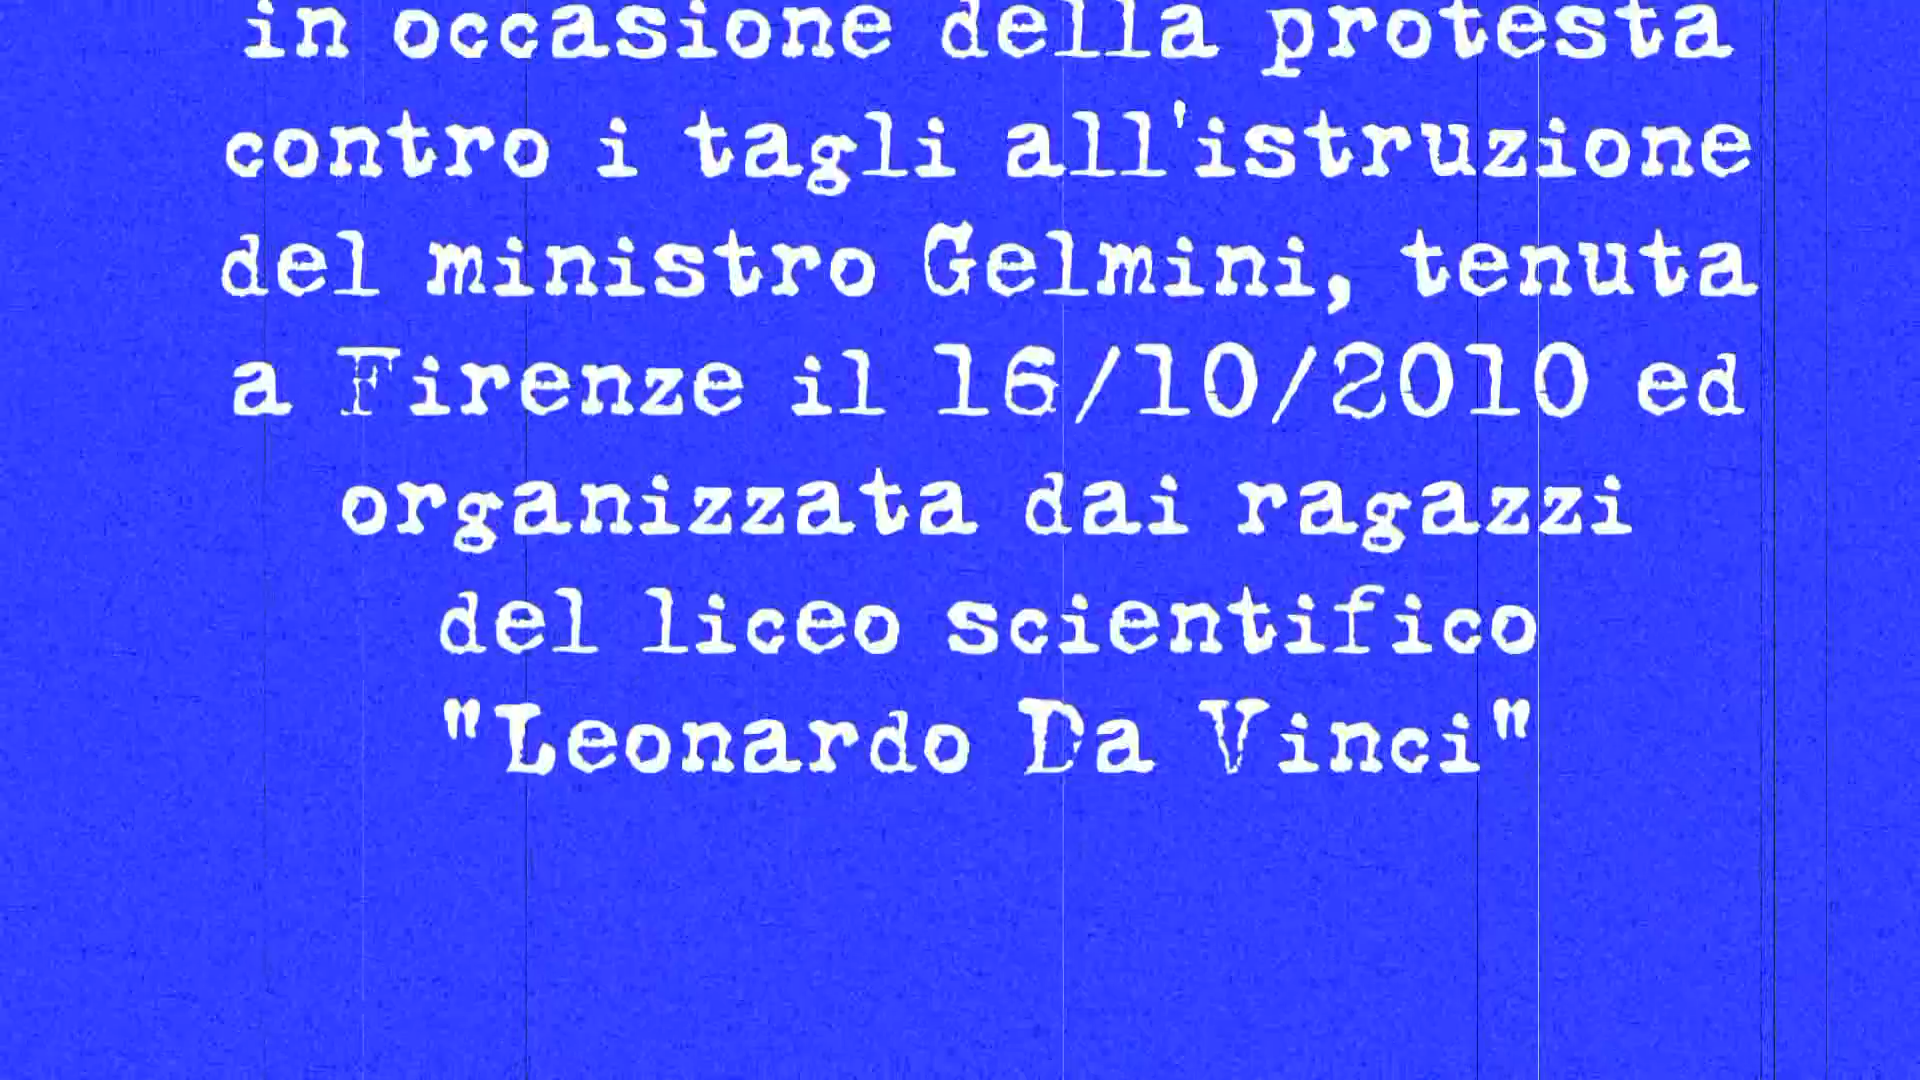 in occasione della protesta
contro i tagli all'istruzione
del ministro Gelmini, tenuta
a Firenze il 16/10/2010 ed
organizzata dai ragazzi
del liceo scientifico
"Leonardo Da Vinci"